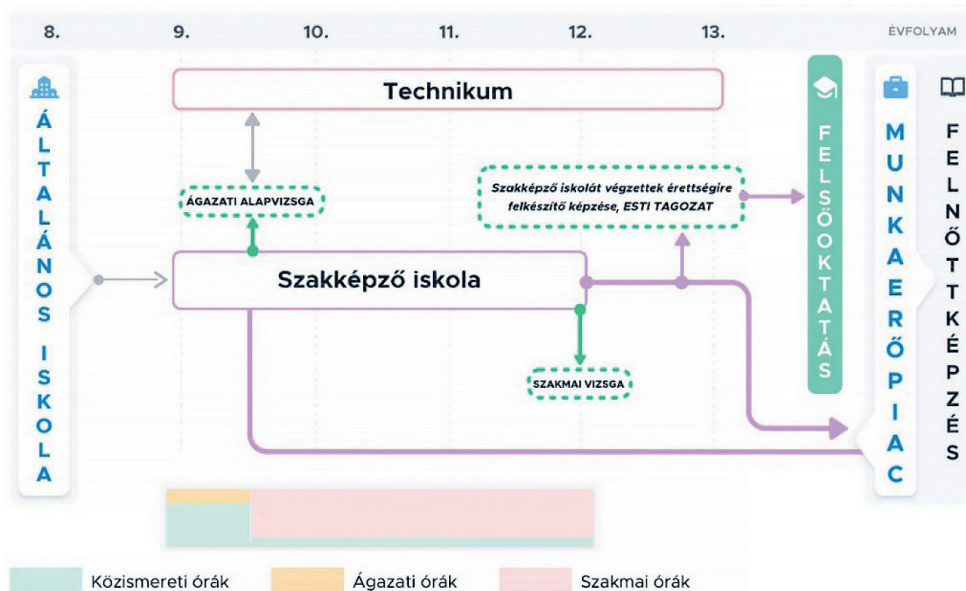 8. 9. 10. 11. 12. 13. ÉVFOLYAM
ÁLTALÁNOS ISKOLA
Technikum
ÁGAZATI ALAPVIZSGA
Szakképző iskolát végzettek érettségire
felkészítő képzése, ESTI TAGOZAT
Szakképző iskola
SZAKMAI VIZSGA
FELSŐOKTATÁS
MUNKAERŐPIAC
FELNŐTTKÉPZÉS
Közismereti órák
Ágazati órák
Szakmai órák